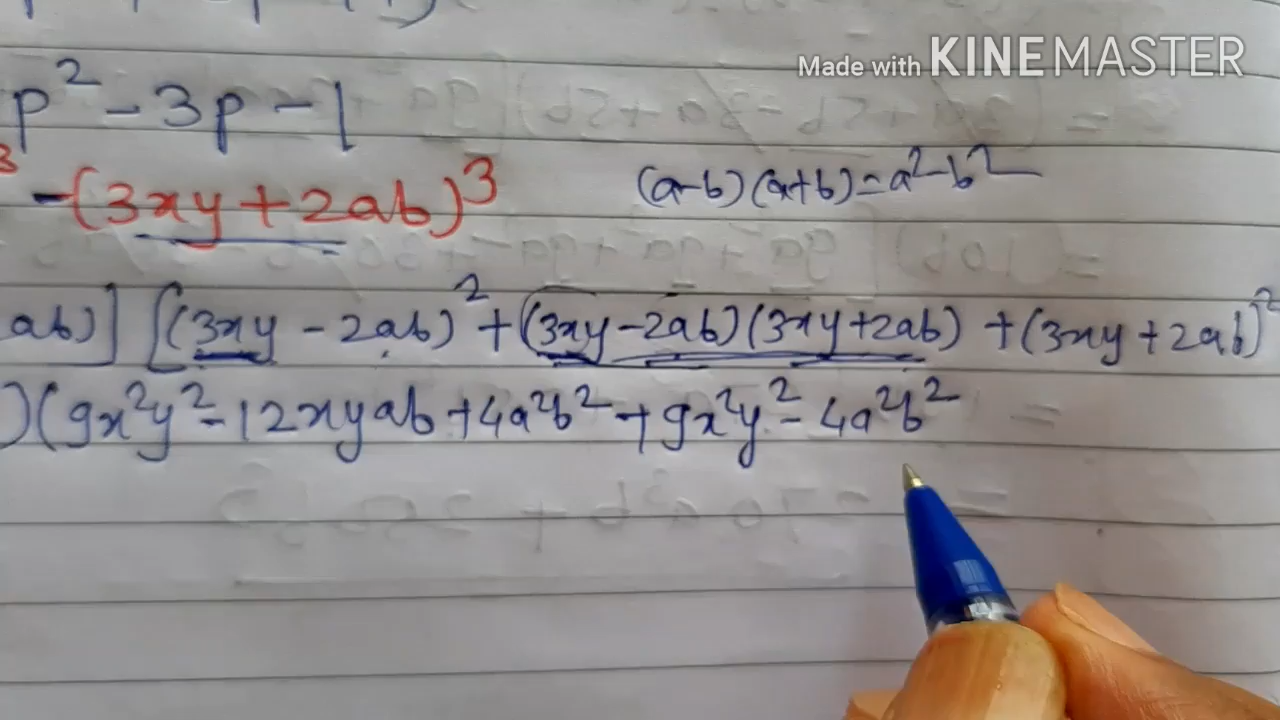 Made with KINEMASTER
p² - 3p - 1
³ -(3xy + 2ab)³
(a-b)(a+b) = a² - b²
ab)] [(3xy - 2ab)² + (3xy - 2ab)(3xy + 2ab) + (3xy + 2ab)²
)(9x²y² - 12xyab + 4a²b² + 9x²y² - 4a²b²